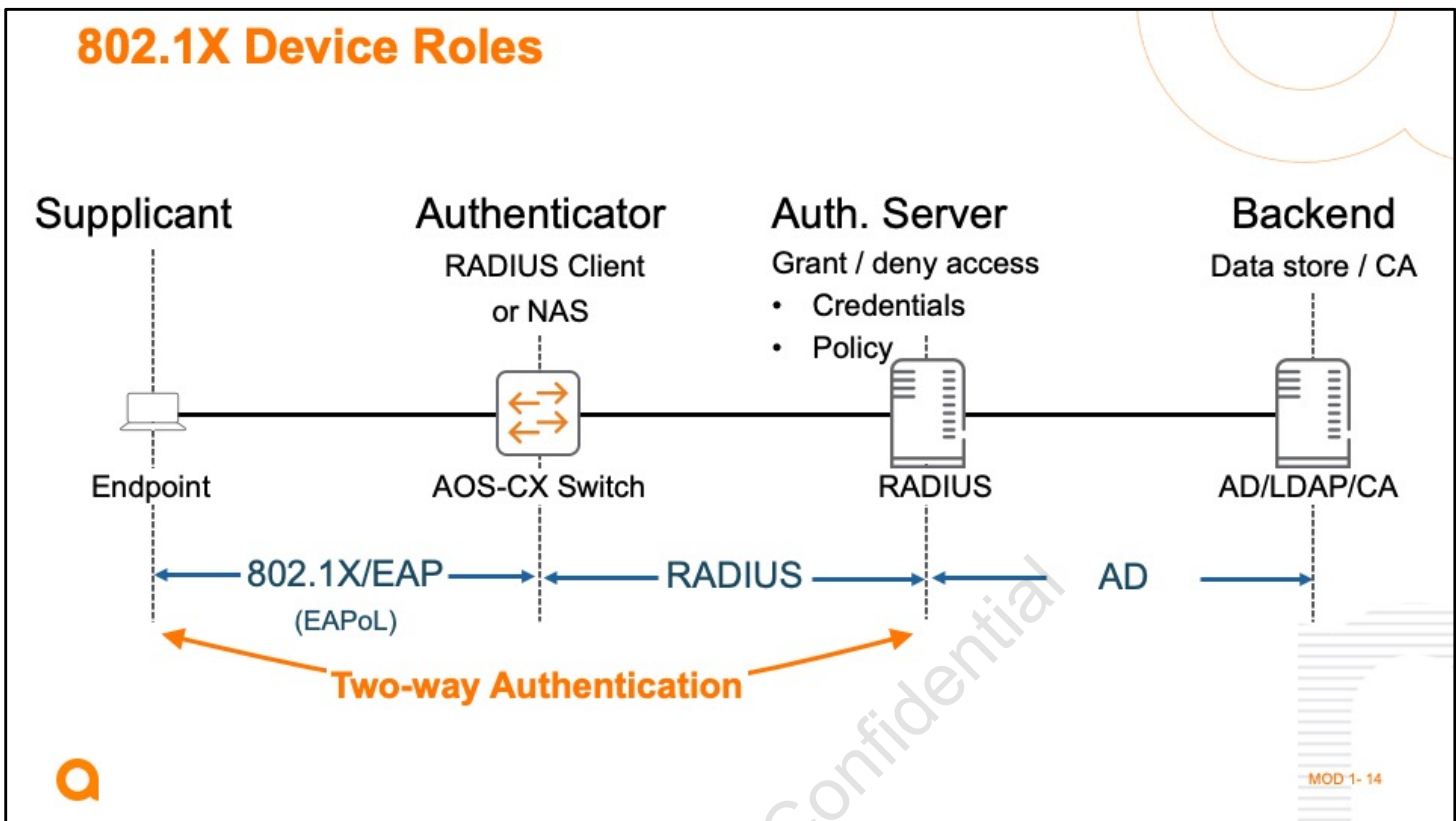 802.1X Device Roles
Supplicant
Authenticator
RADIUS Client
or NAS
Auth. Server
Grant / deny access
• Credentials
• Policy
Backend
Data store / CA
Endpoint
AOS-CX Switch
RADIUS
AD/LDAP/CA
802.1X/EAP
(EAPoL)
RADIUS
AD
Two-way Authentication
Confidential
MOD 1- 14